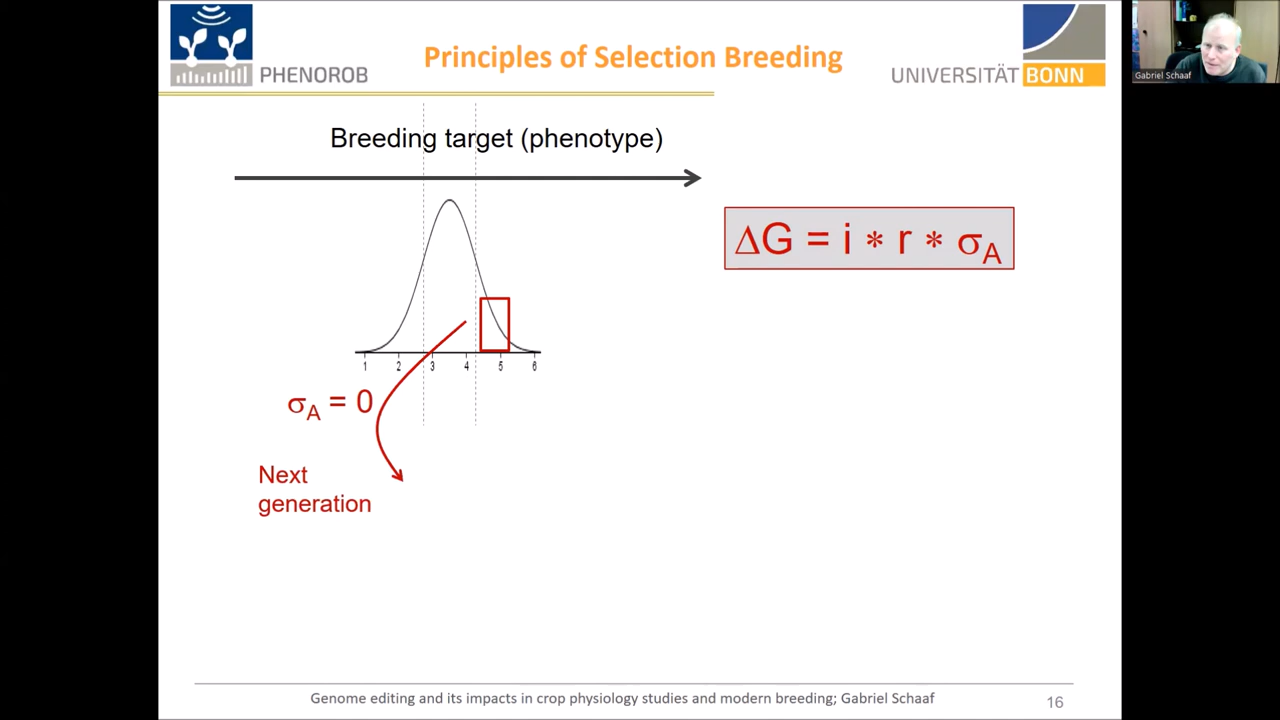 PHENOROB
Principles of Selection Breeding
UNIVERSITÄT BONN
Gabriel Schaaf
Breeding target (phenotype)
ΔG = i * r * σA
1 2 3 4 5 6
σA = 0
Next
generation
Genome editing and its impacts in crop physiology studies and modern breeding; Gabriel Schaaf
16